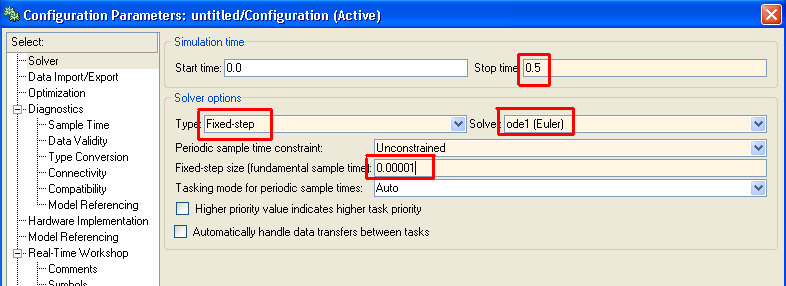 Configuration Parameters: untitled/Configuration (Active)
Select:
Solver
Data Import/Export
Optimization
Diagnostics
Sample Time
Data Validity
Type Conversion
Connectivity
Compatibility
Model Referencing
Hardware Implementation
Model Referencing
Real-Time Workshop
Comments
Symbols
Simulation time
Start time: 0.0 Stop time: 0.5
Solver options
Type: Fixed-step Solver: ode1 (Euler)
Periodic sample time constraint: Unconstrained
Fixed-step size (fundamental sample time): 0.00001
Tasking mode for periodic sample times: Auto
Higher priority value indicates higher task priority
Automatically handle data transfers between tasks